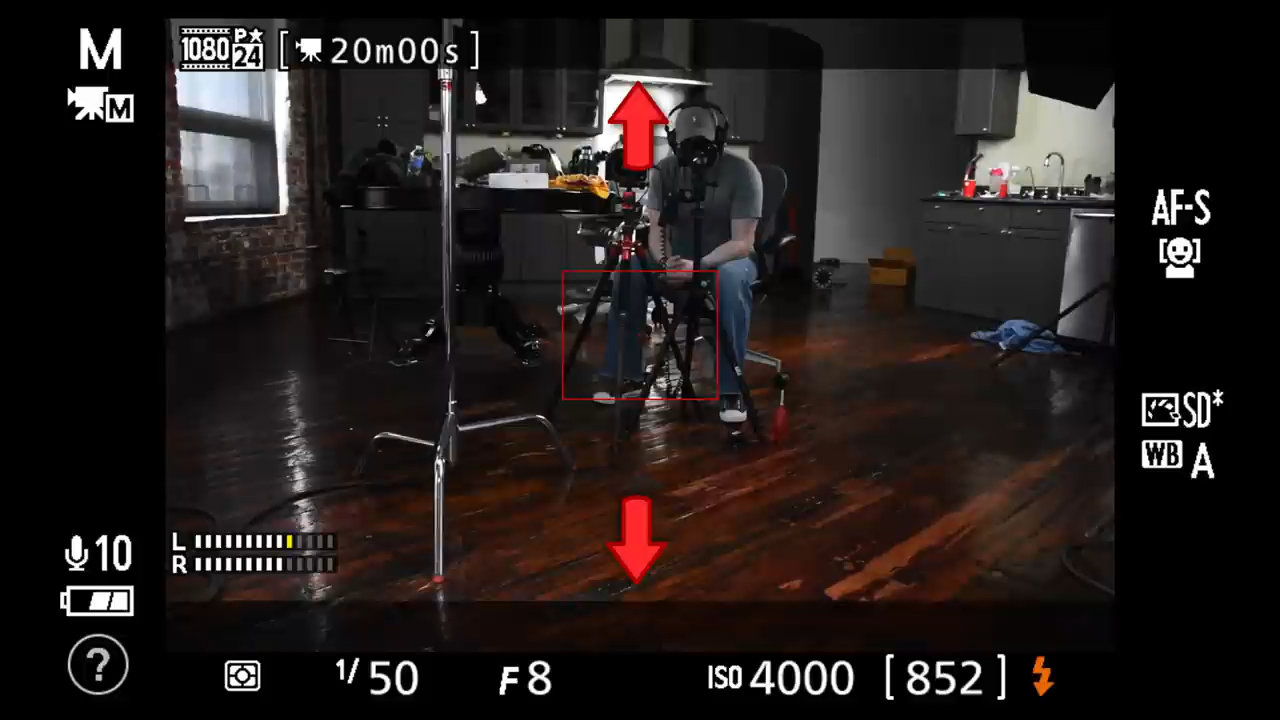 M
1080 P★ 24 [ 20m00s ]
M
AF-S
SD*
WB A
10
L
R
?
1/50 F8 ISO 4000 [ 852 ]